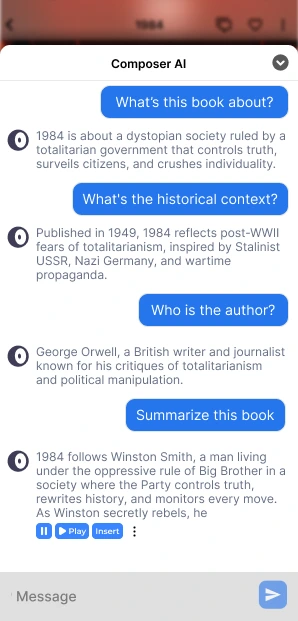 1984
Composer AI
What's this book about?
1984 is about a dystopian society ruled by a
totalitarian government that controls truth,
surveils citizens, and crushes individuality.
What's the historical context?
Published in 1949, 1984 reflects post-WWII
fears of totalitarianism, inspired by Stalinist
USSR, Nazi Germany, and wartime
propaganda.
Who is the author?
George Orwell, a British writer and journalist
known for his critiques of totalitarianism
and political manipulation.
Summarize this book
1984 follows Winston Smith, a man living
under the oppressive rule of Big Brother in a
society where the Party controls truth,
rewrites history, and monitors every move.
As Winston secretly rebels, he
Play Insert
Message